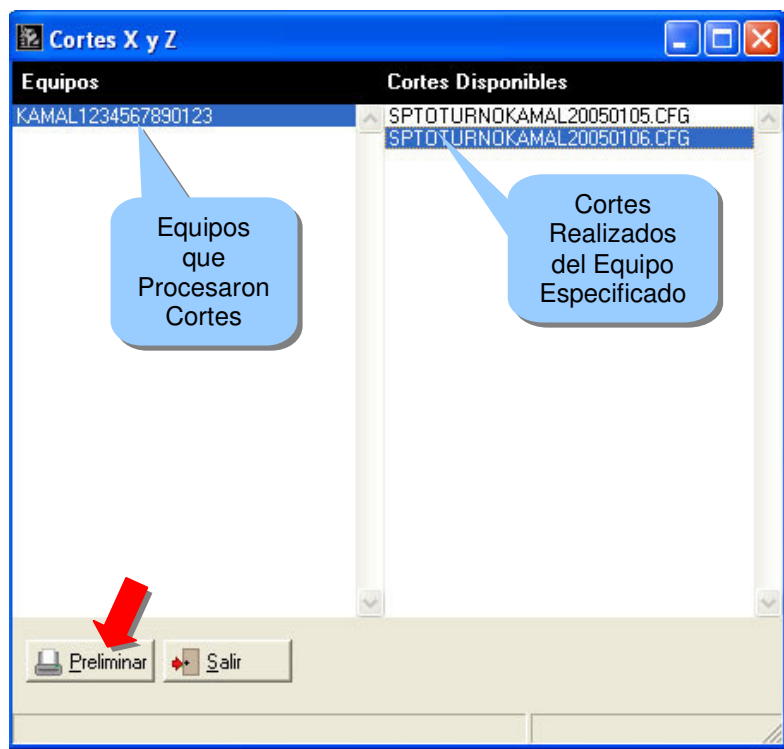 Cortes X y Z
Equipos
Cortes Disponibles
KAMAL1234567890123
SPTOTURNOKAMAL20050105.CFG
SPTOTURNOKAMAL20050106.CFG
Equipos
que
Procesaron
Cortes
Cortes
Realizados
del Equipo
Especificado
Preliminar
Salir